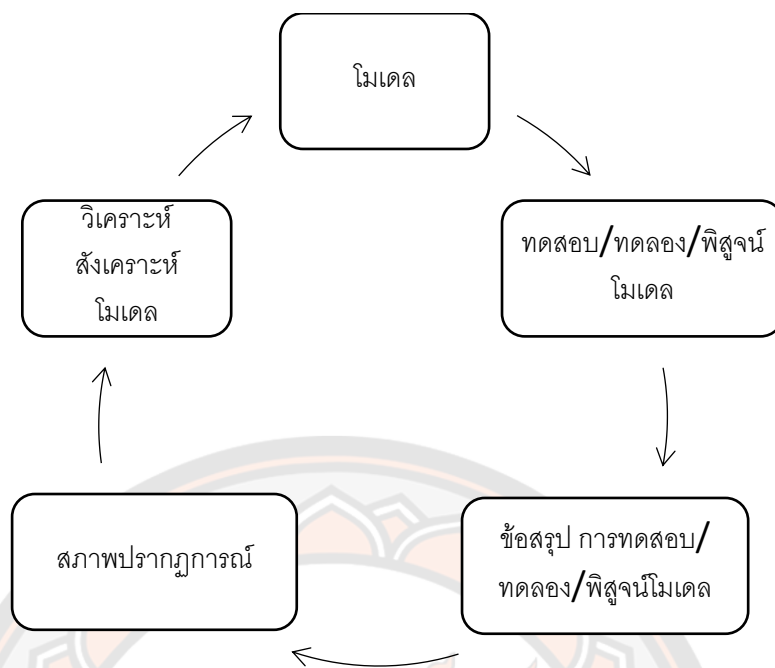 โมเดล
ทดสอบ/ทดลอง/พิสูจน์
โมเดล
ข้อสรุป การทดสอบ/
ทดลอง/พิสูจน์โมเดล
สภาพปรากฏการณ์
วิเคราะห์
สังเคราะห์
โมเดล